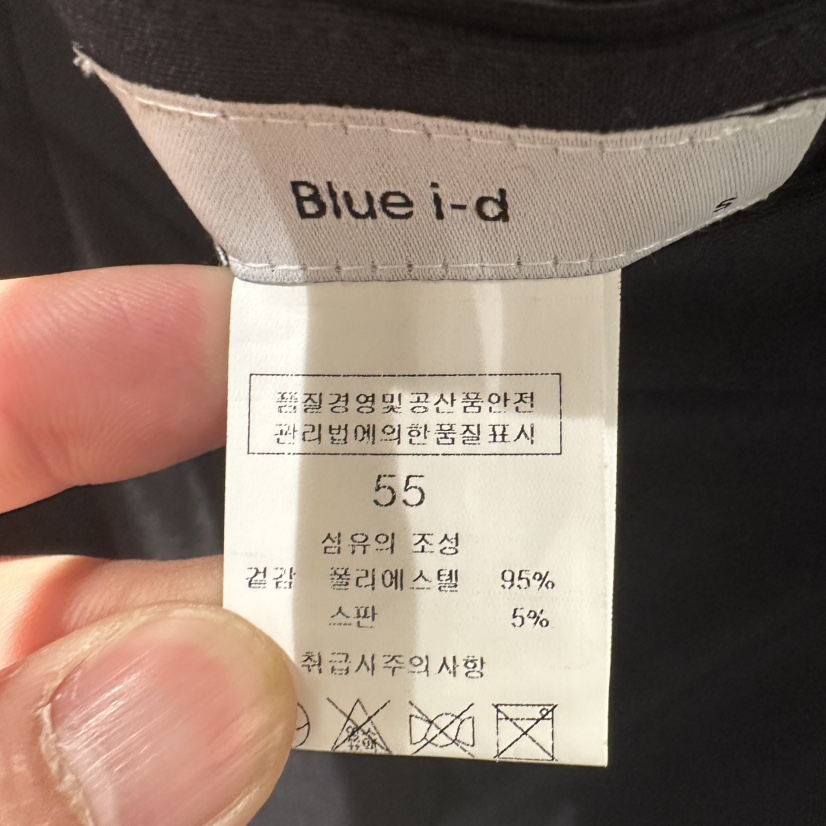 Blue i-d
S
품질경영및공산품안전
관리법에의한품질표시
55
섬유의 조성
겉감 폴리에스텔 95%
스판 5%
취급시주의사항